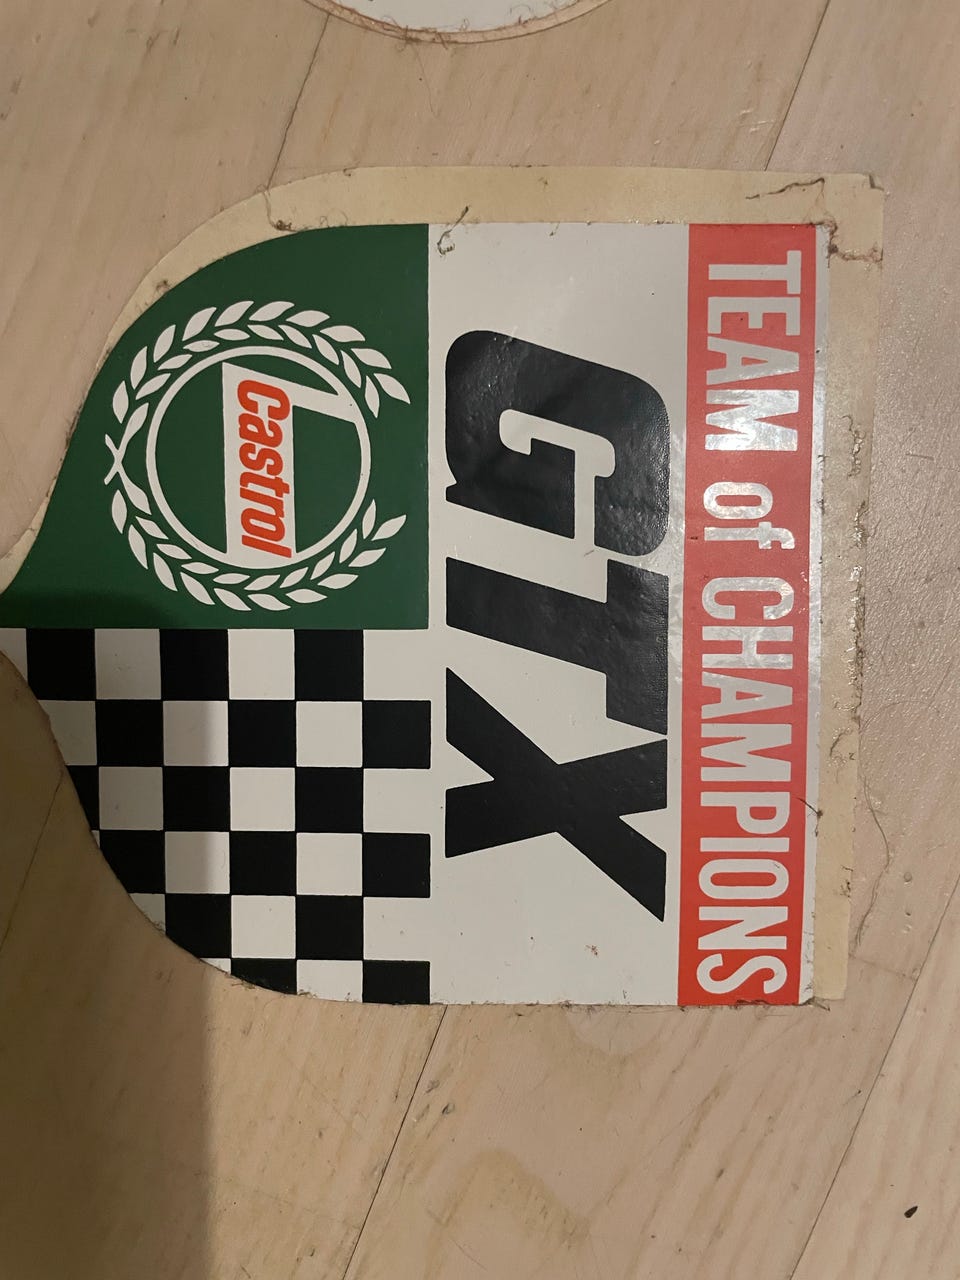 TEAM of CHAMPIONS
GTX
Castrol